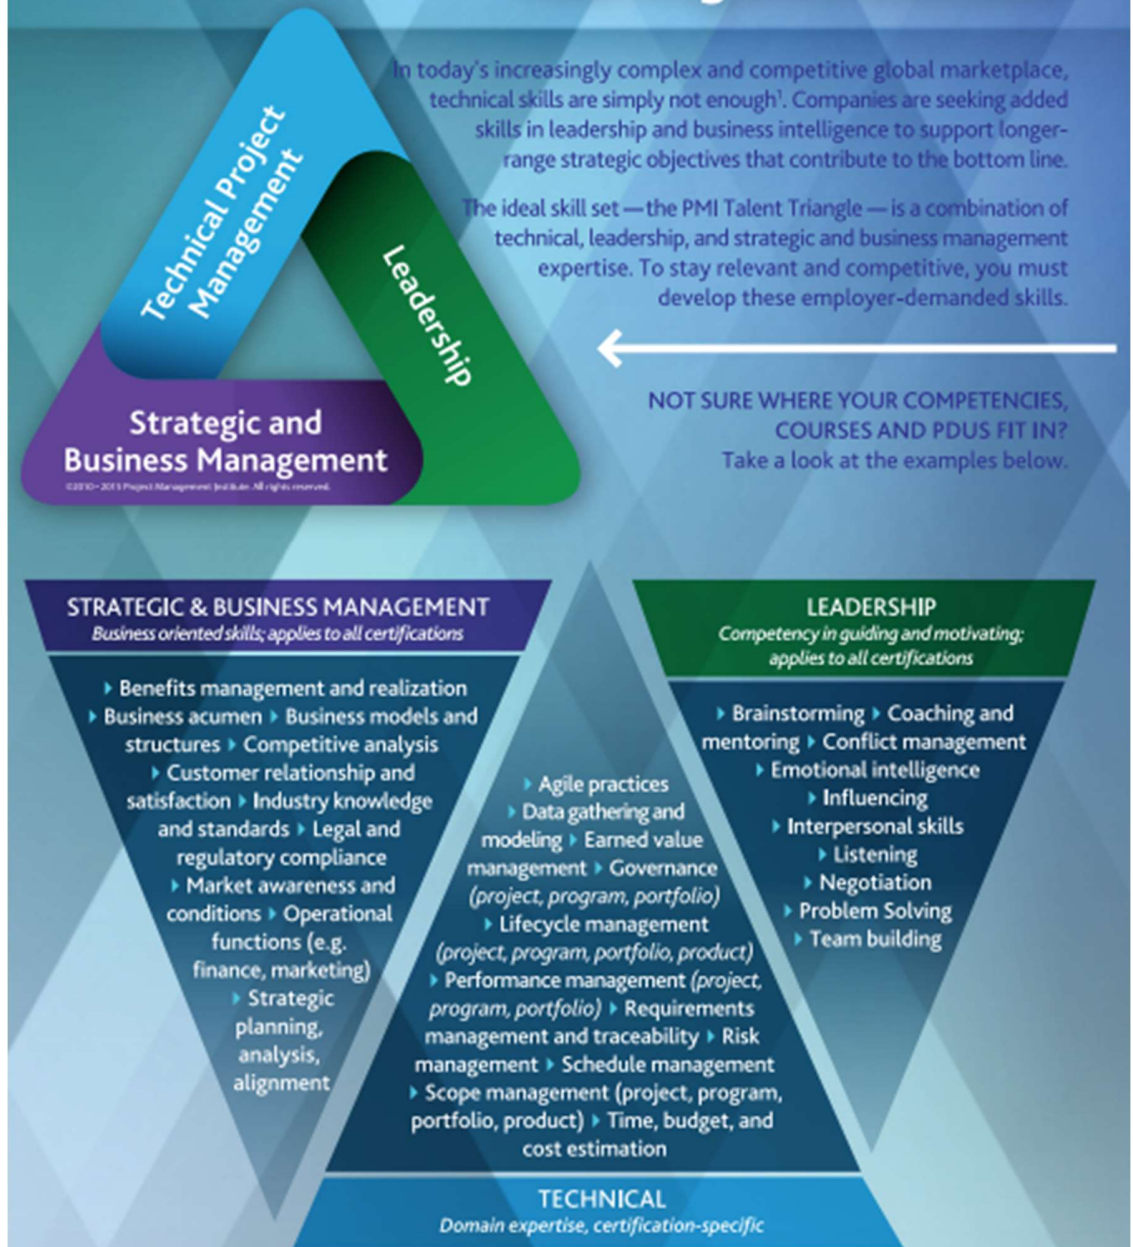 Technical Project
Management
Leadership
Strategic and
Business Management
©2010-2015 Project Management Institute. All rights reserved.
In today's increasingly complex and competitive global marketplace,
technical skills are simply not enough¹. Companies are seeking added
skills in leadership and business intelligence to support longer-
range strategic objectives that contribute to the bottom line.
The ideal skill set — the PMI Talent Triangle — is a combination of
technical, leadership, and strategic and business management
expertise. To stay relevant and competitive, you must
develop these employer-demanded skills.
NOT SURE WHERE YOUR COMPETENCIES,
COURSES AND PDUS FIT IN?
Take a look at the examples below.
STRATEGIC & BUSINESS MANAGEMENT
Business oriented skills; applies to all certifications
Benefits management and realization
Business acumen Business models and
structures Competitive analysis
Customer relationship and
satisfaction Industry knowledge
and standards Legal and
regulatory compliance
Market awareness and
conditions Operational
functions (e.g.
finance, marketing)
Strategic
planning,
analysis,
alignment
Agile practices
Data gathering and
modeling Earned value
management Governance
(project, program, portfolio)
Lifecycle management
(project, program, portfolio, product)
Performance management (project,
program, portfolio) Requirements
management and traceability Risk
management Schedule management
Scope management (project, program,
portfolio, product) Time, budget, and
cost estimation
TECHNICAL
Domain expertise, certification-specific
LEADERSHIP
Competency in guiding and motivating;
applies to all certifications
Brainstorming Coaching and
mentoring Conflict management
Emotional intelligence
Influencing
Interpersonal skills
Listening
Negotiation
Problem Solving
Team building